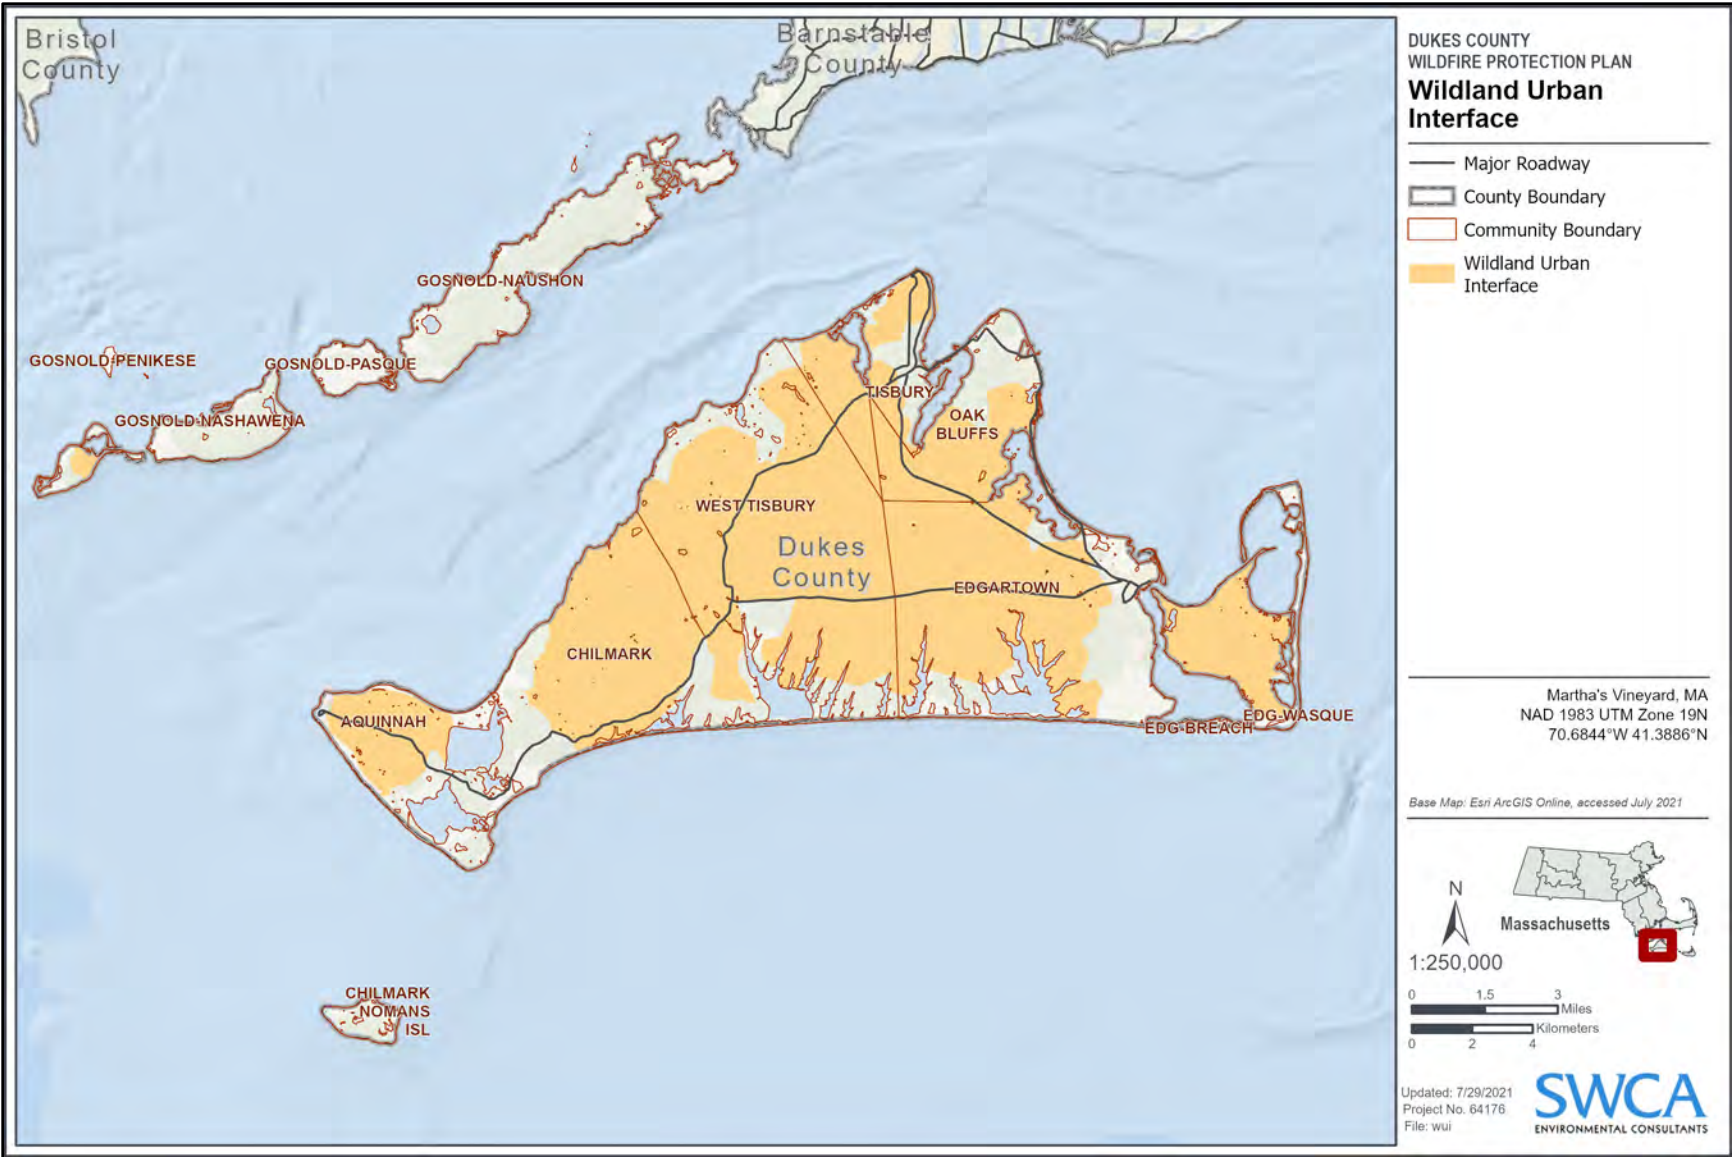 Bristol
County
Barnstable
County
GOSNOLD-NAUSHON
GOSNOLD-PENIKESE
GOSNOLD-PASQUE
GOSNOLD-NASHAWENA
TISBURY
OAK
BLUFFS
WEST TISBURY
Dukes
County
EDGARTOWN
CHILMARK
AQUINNAH
EDG-WASQUE
EDG-BREACH
CHILMARK
NOMANS
ISL
DUKES COUNTY
WILDFIRE PROTECTION PLAN
Wildland Urban
Interface
Major Roadway
County Boundary
Community Boundary
Wildland Urban
Interface
Martha's Vineyard, MA
NAD 1983 UTM Zone 19N
70.6844°W 41.3886°N
Base Map: Esri ArcGIS Online, accessed July 2021
N
Massachusetts
1:250,000
0 1.5 3
Miles
Kilometers
0 2 4
Updated: 7/29/2021
Project No. 64176
File: wui
SWCA
ENVIRONMENTAL CONSULTANTS